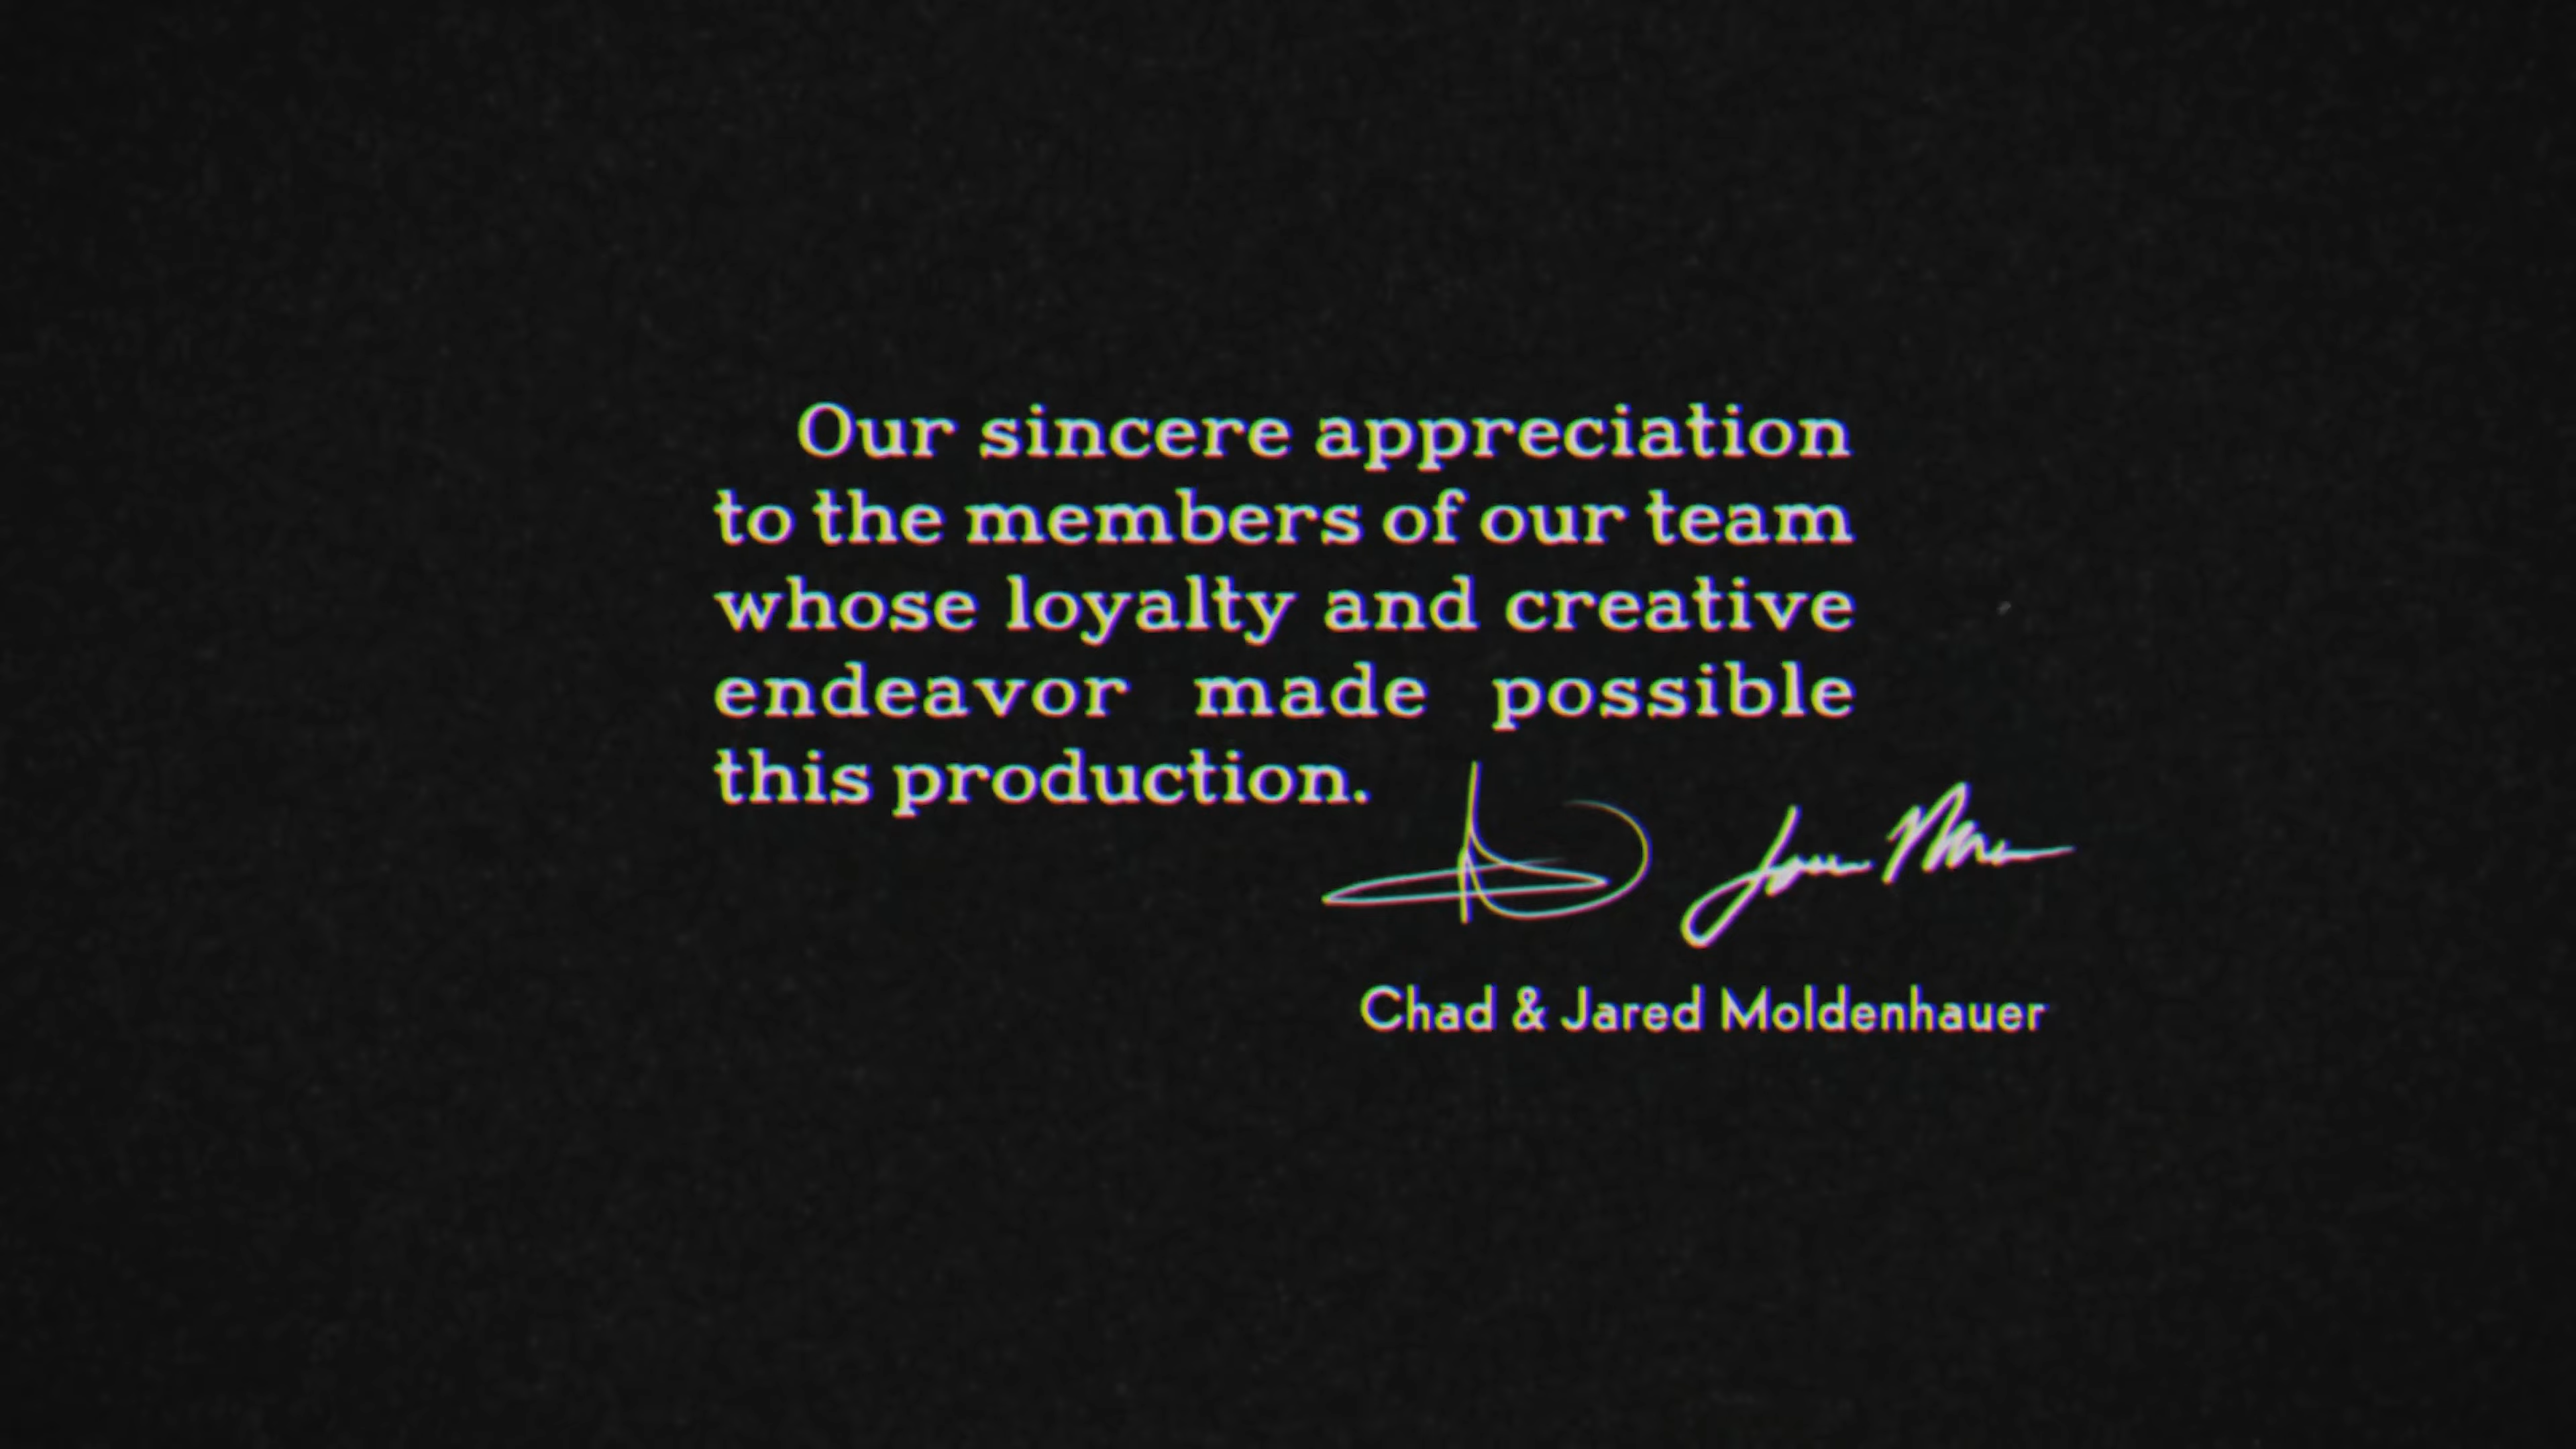 Our sincere appreciation
to the members of our team
whose loyalty and creative
endeavor made possible
this production.
Chad & Jared Moldenhauer